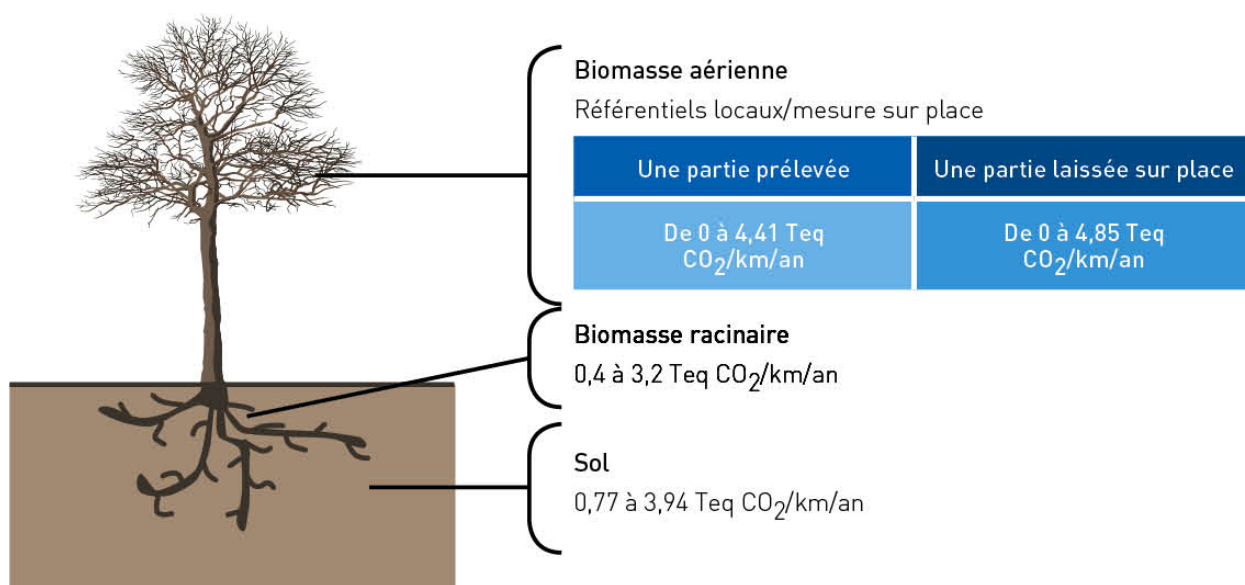 Biomasse aérienne
Référentiels locaux/mesure sur place
Une partie prélevée
Une partie laissée sur place
De 0 à 4,41 Teq
CO2/km/an
De 0 à 4,85 Teq
CO2/km/an
Biomasse racinaire
0,4 à 3,2 Teq CO2/km/an
Sol
0,77 à 3,94 Teq CO2/km/an